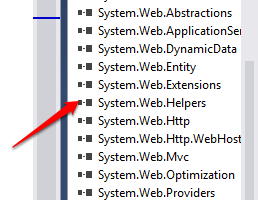 System.Web.Abstractions
System.Web.ApplicationSer
System.Web.DynamicData
System.Web.Entity
System.Web.Extensions
System.Web.Helpers
System.Web.Http
System.Web.Http.WebHost
System.Web.Mvc
System.Web.Optimization
System.Web.Providers